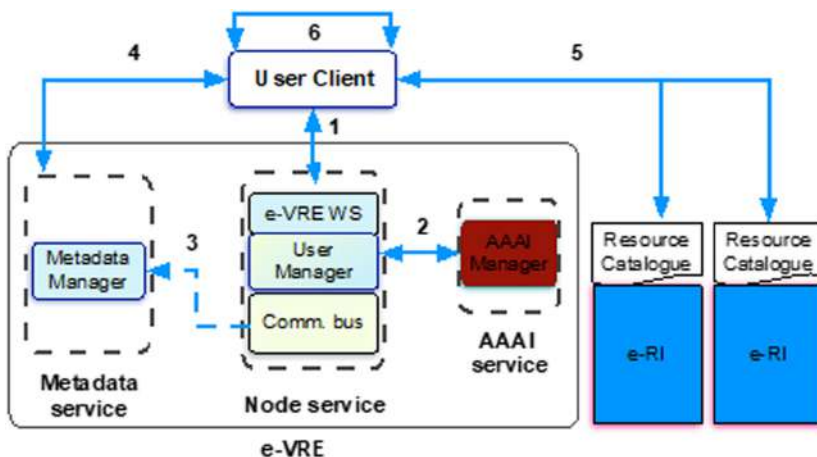 6
4
User Client
5
1
e-VRE WS
2
3
User
Manager
AAAI
Manager
Metadata
Manager
Comm. bus
Resource
Catalogue
Resource
Catalogue
e-RI
e-RI
AAAI
service
Metadata
service
Node service
e-VRE